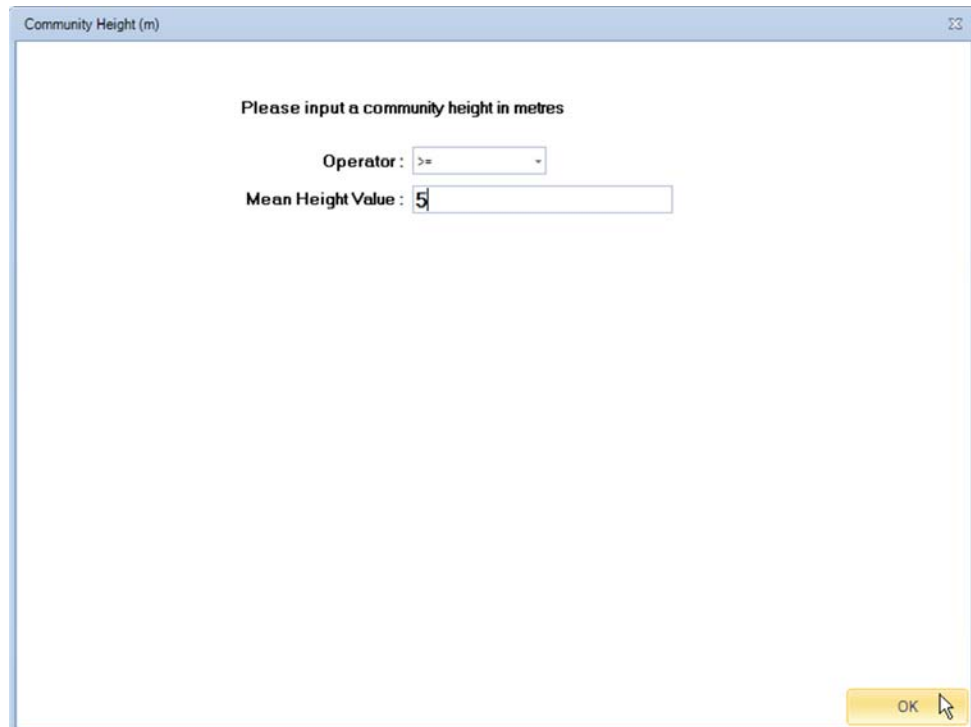 Community Height (m)
Please input a community height in metres
Operator : >=
Mean Height Value : 5
OK